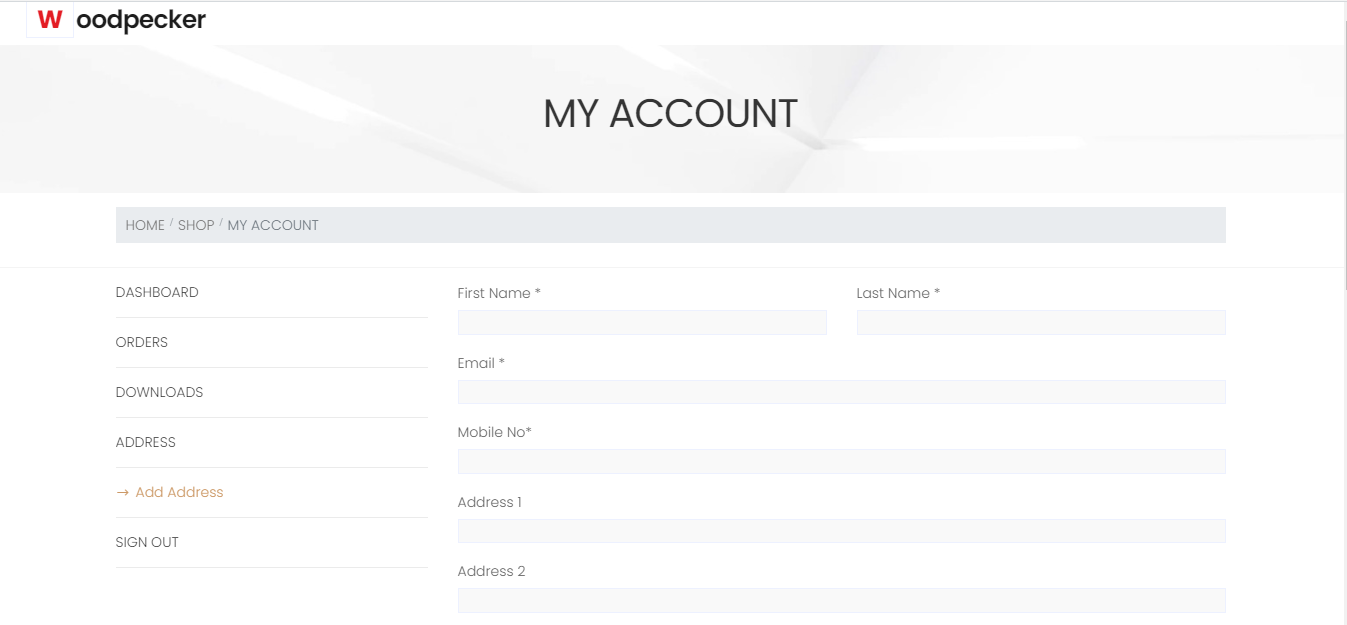 Woodpecker
MY ACCOUNT
HOME / SHOP / MY ACCOUNT
DASHBOARD
ORDERS
DOWNLOADS
ADDRESS
→ Add Address
SIGN OUT
First Name * Last Name *
Email *
Mobile No*
Address 1
Address 2